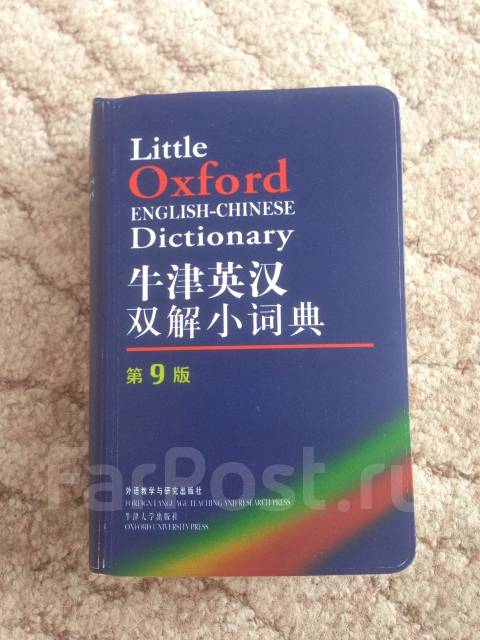 Little
Oxford
ENGLISH-CHINESE
Dictionary
牛津英汉
双解小词典
第9版
外语教学与研究出版社
FOREIGN LANGUAGE TEACHING AND RESEARCH PRESS
牛津大学出版社
OXFORD UNIVERSITY PRESS
FarPost.ru